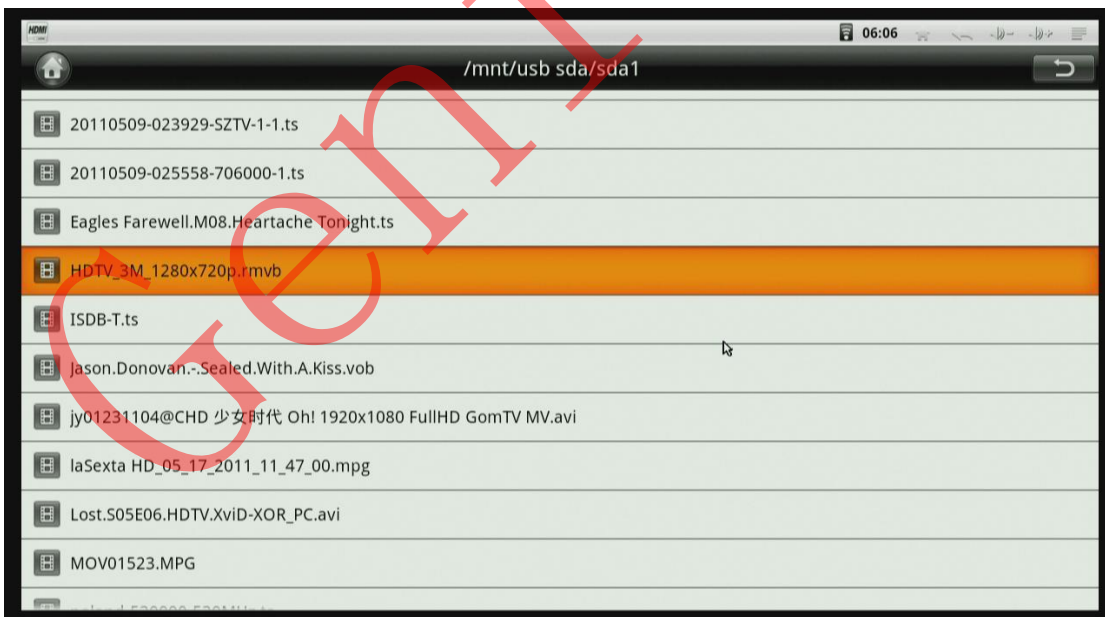 HDMI
06:06
/mnt/usb sda/sda1
20110509-023929-SZTV-1-1.ts
20110509-025558-706000-1.ts
Eagles Farewell.M08.Heartache Tonight.ts
HDTV_3M_1280x720p.rmvb
ISDB-T.ts
Jason.Donovan.-.Sealed.With.A.Kiss.vob
jy01231104@CHD 少女时代 Oh! 1920x1080 FullHD GomTV MV.avi
laSexta HD_05_17_2011_11_47_00.mpg
Lost.S05E06.HDTV.XviD-XOR_PC.avi
MOV01523.MPG
Geni